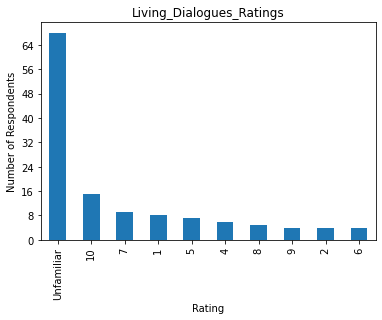 Living_Dialogues_Ratings
Number of Respondents
64
56
48
40
32
24
16
8
0
Unfamiliar 10 7 1 5 4 8 9 2 6
Rating